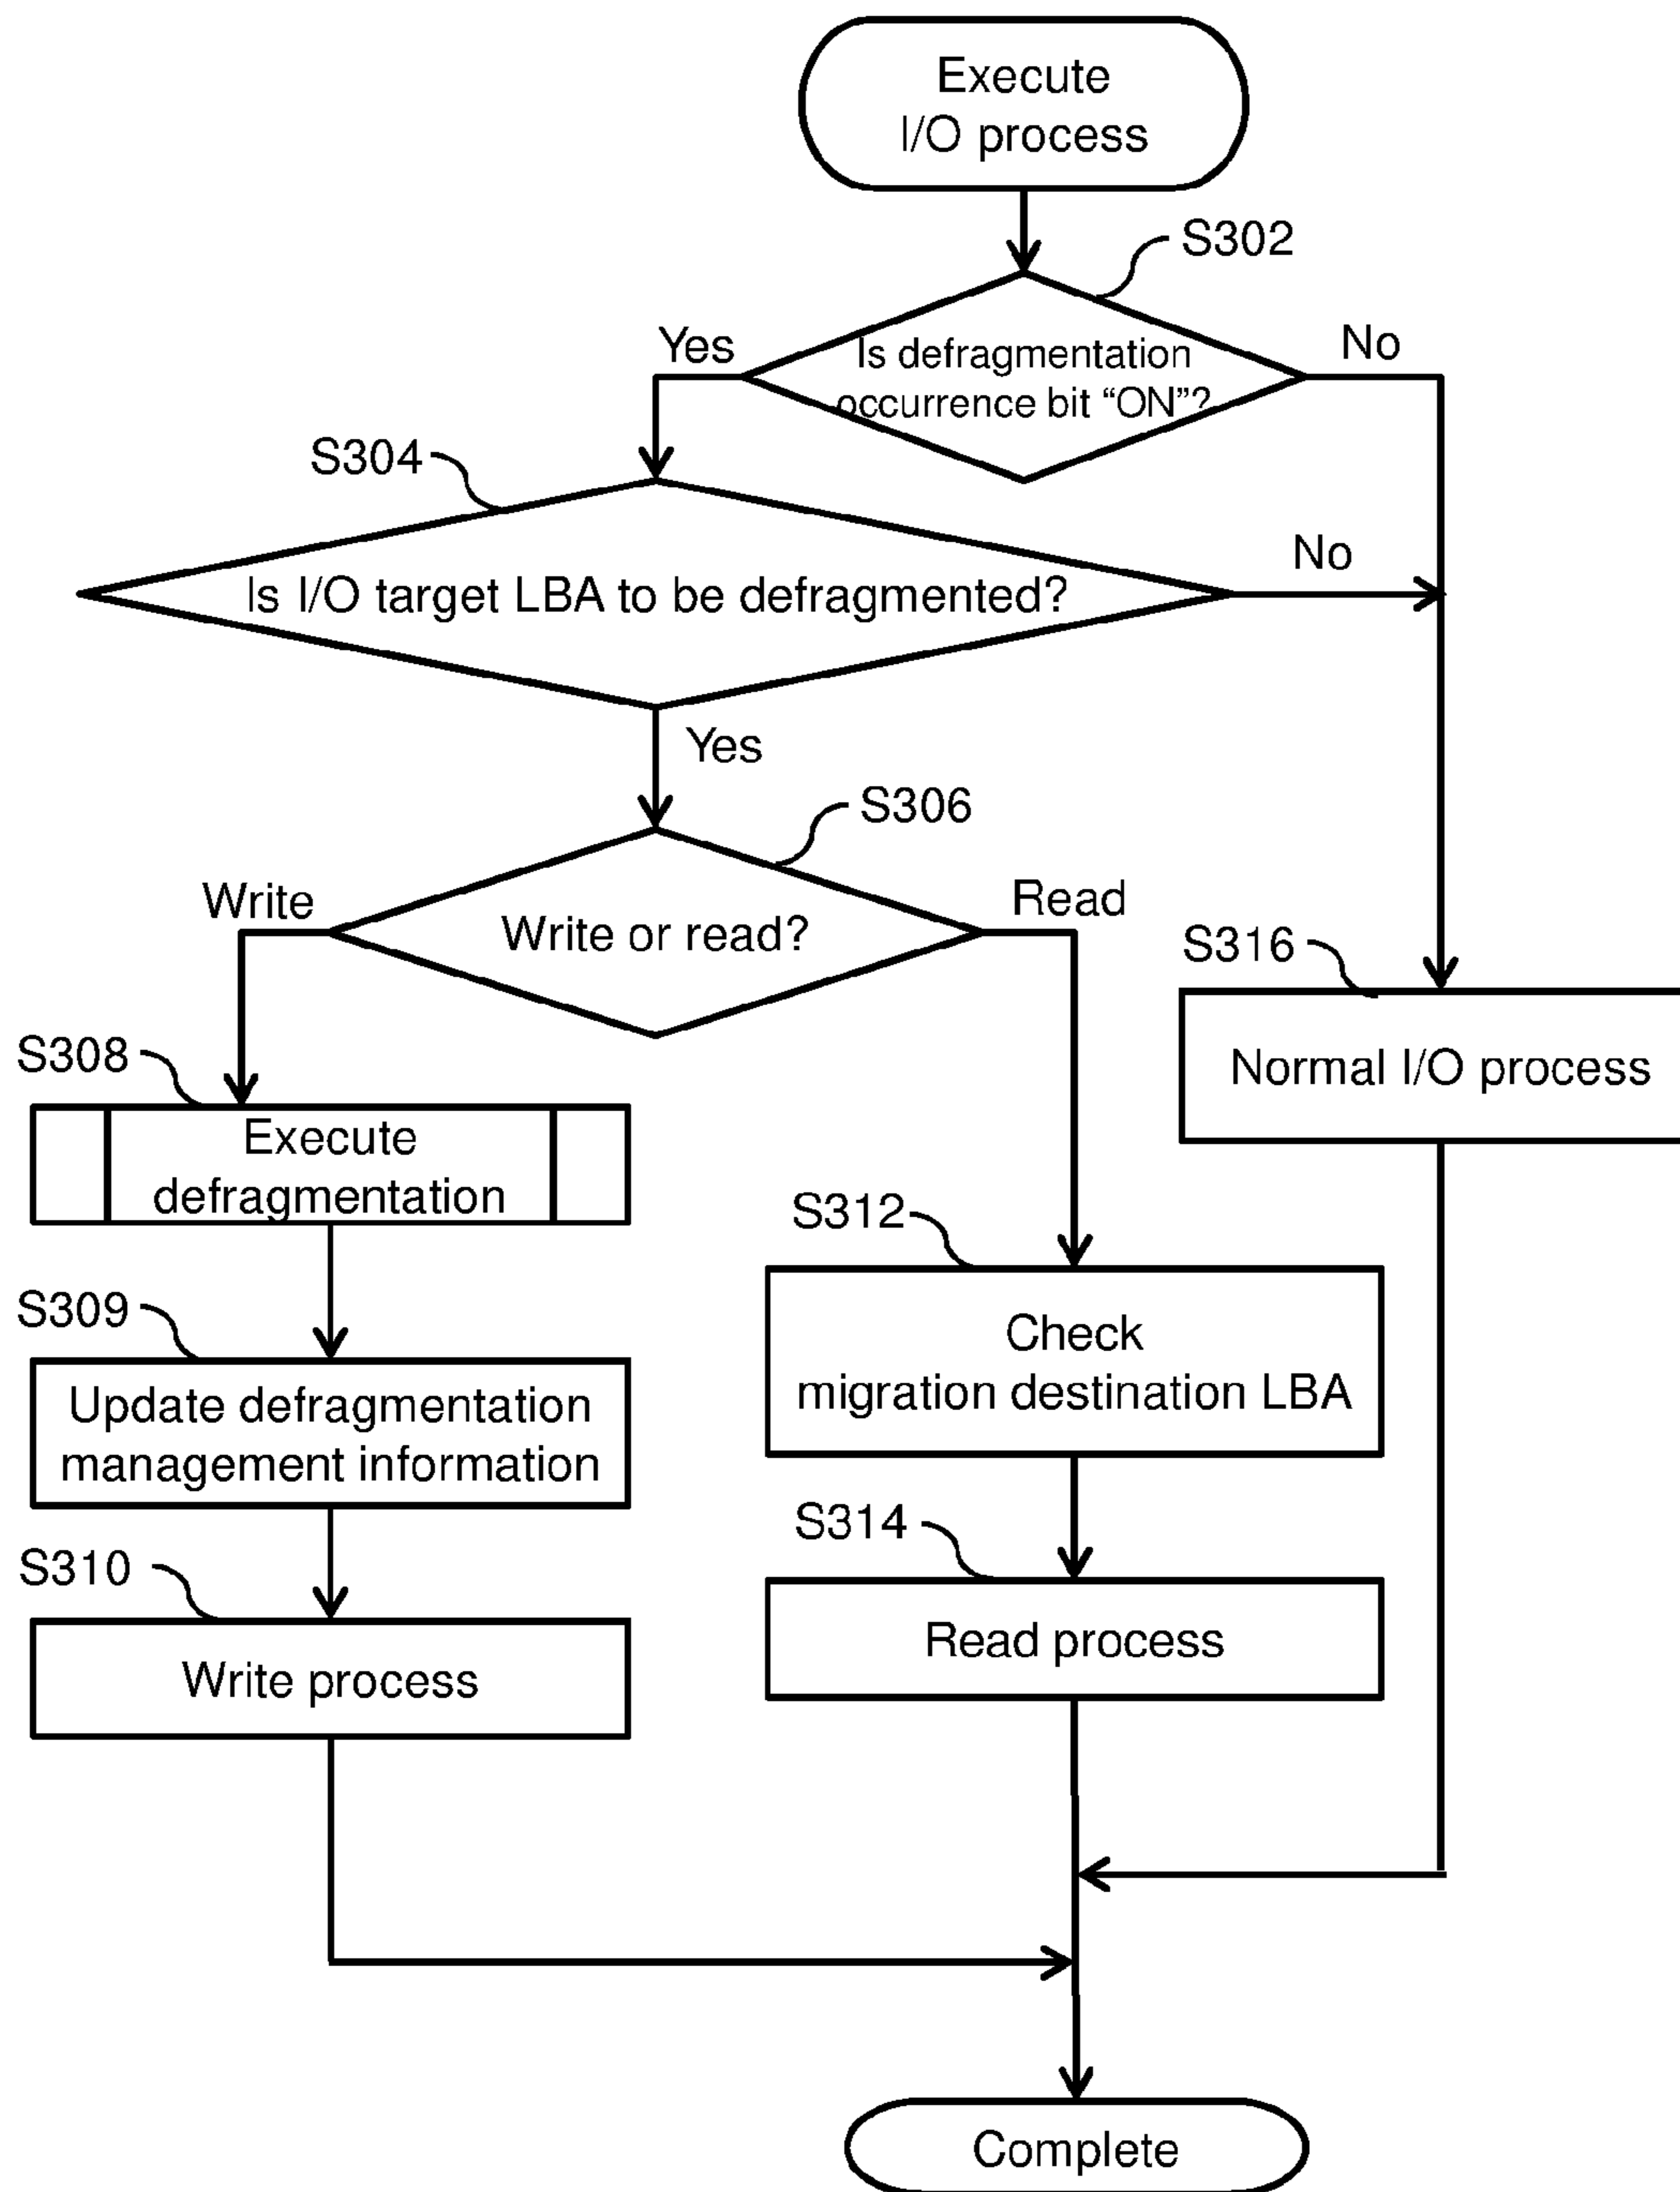 Execute
I/O process
S302
Yes
Is defragmentation
occurrence bit “ON”?
No
S304
Is I/O target LBA to be defragmented?
No
Yes
S306
Write
Write or read?
Read
S316
Normal I/O process
S308
Execute
defragmentation
S312
Check
migration destination LBA
S309
Update defragmentation
management information
S314
Read process
S310
Write process
Complete